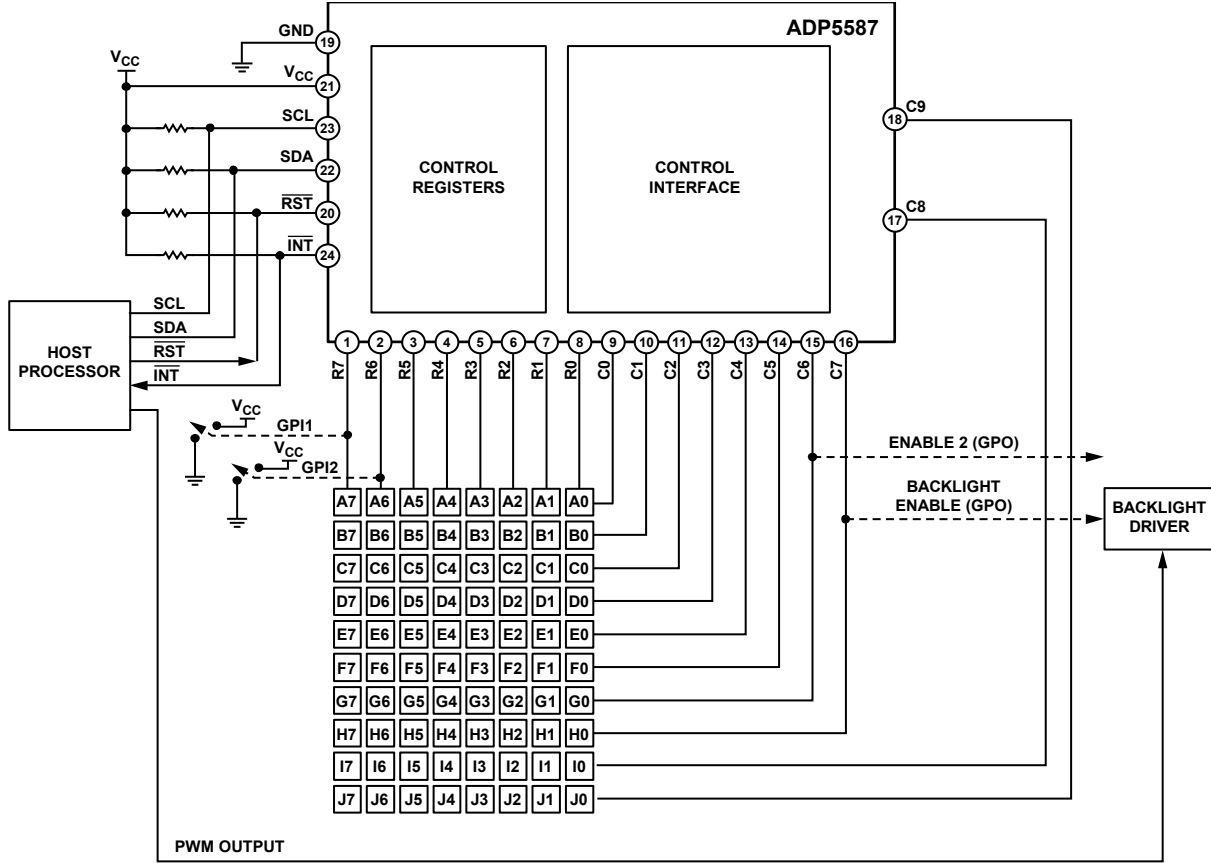 ADP5587
GND
19
VCC
VCC
21
SCL
23
SDA
22
RST
20
INT
24
CONTROL
REGISTERS
CONTROL
INTERFACE
18
C9
17
C8
HOST
PROCESSOR
SCL
SDA
RST
INT
1 2 3 4 5 6 7 8 9 10 11 12 13 14 15 16
R7 R6 R5 R4 R3 R2 R1 R0 C0 C1 C2 C3 C4 C5 C6 C7
VCC
GPI1
VCC
GPI2
ENABLE 2 (GPO)
BACKLIGHT
ENABLE (GPO)
BACKLIGHT
DRIVER
A7 A6 A5 A4 A3 A2 A1 A0
B7 B6 B5 B4 B3 B2 B1 B0
C7 C6 C5 C4 C3 C2 C1 C0
D7 D6 D5 D4 D3 D2 D1 D0
E7 E6 E5 E4 E3 E2 E1 E0
F7 F6 F5 F4 F3 F2 F1 F0
G7 G6 G5 G4 G3 G2 G1 G0
H7 H6 H5 H4 H3 H2 H1 H0
I7 I6 I5 I4 I3 I2 I1 I0
J7 J6 J5 J4 J3 J2 J1 J0
PWM OUTPUT